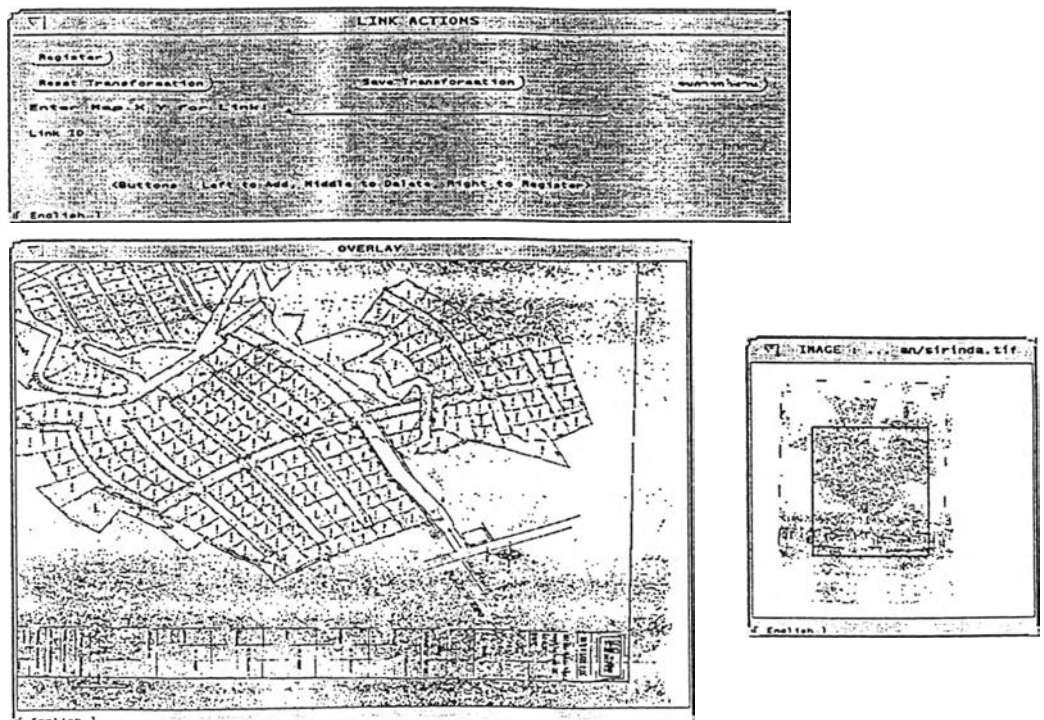 LINK ACTIONS
Register
Reset Transformation Save Transformation
Enter Map X,Y for Link:
Link ID :
<Buttons : Left to Add, Middle to Delete, Right to Register>
[ English ]
OVERLAY
[ English ]
IMAGE : ... an/sirinda.tif
[ English ]